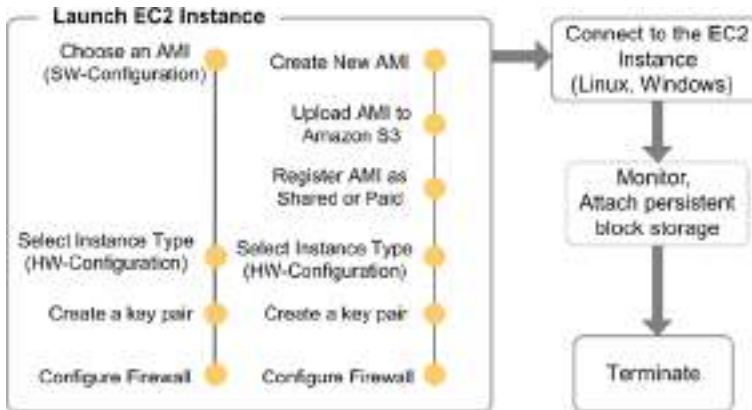 Launch EC2 Instance
Choose an AMI
(SW-Configuration)
Select Instance Type
(HW-Configuration)
Create a key pair
Configure Firewall
Create New AMI
Upload AMI to
Amazon S3
Register AMI as
Shared or Paid
Select Instance Type
(HW-Configuration)
Create a key pair
Configure Firewall
Connect to the EC2
Instance
(Linux, Windows)
Monitor,
Attach persistent
block storage
Terminate